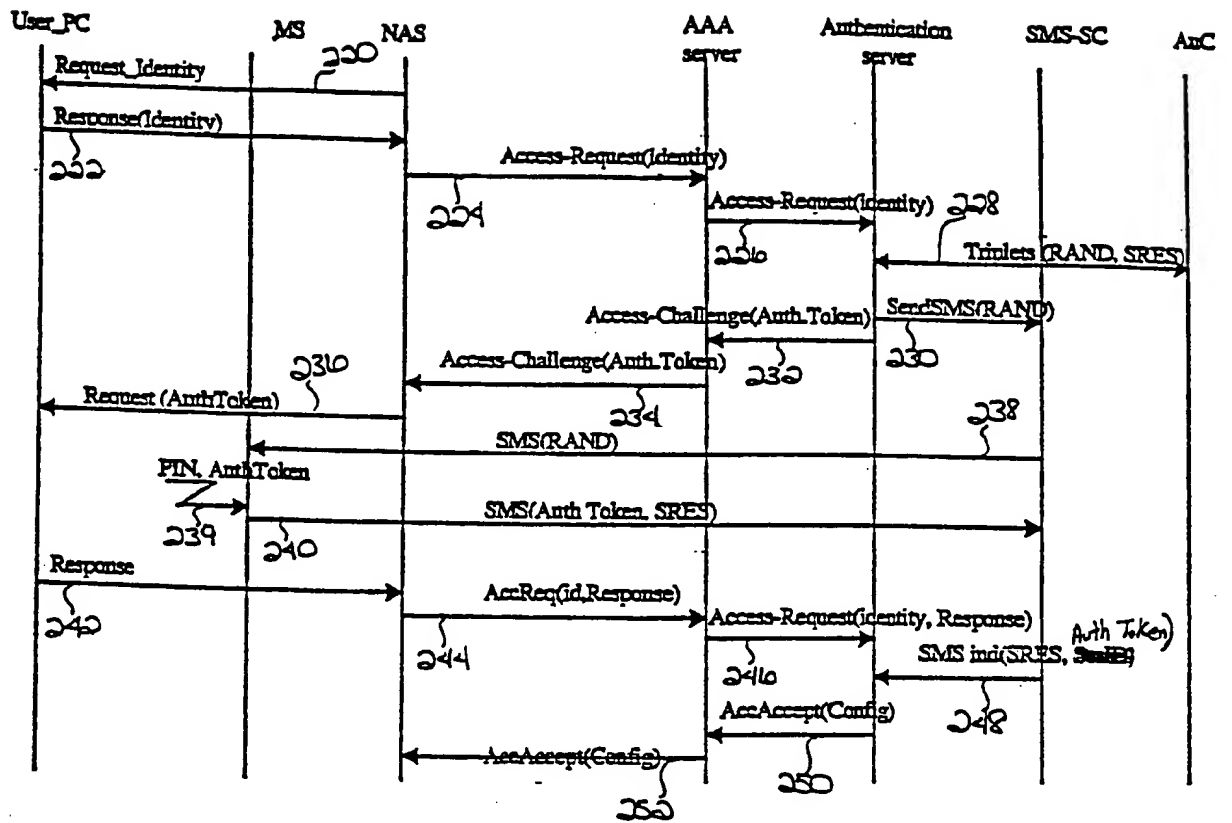 User_PC
MS
NAS
AAA
server
Authentication
server
SMS-SC
AuC
220
Request_Identity
Response(Identity)
222
Access-Request(Identity)
224
Access-Request(identity)
228
226
Triplets (RAND, SRES)
SendSMS(RAND)
Access-Challenge(Auth.Token)
230
232
Access-Challenge(Auth.Token)
236
234
Request (AuthToken)
238
SMS(RAND)
PIN, AuthToken
239
SMS(Auth Token, SRES)
240
Response
242
AccReq(id,Response)
244
Access-Request(identity, Response)
246
Auth Token)
SMS ind(SRES,
248
AccAccept(Config)
250
AccAccept(Config)
252